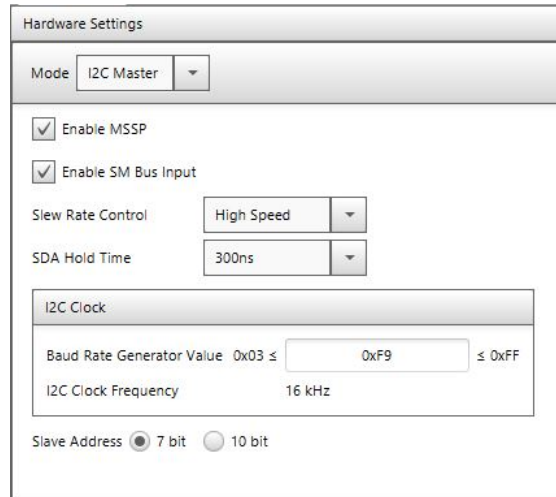 Hardware Settings
Mode I2C Master
Enable MSSP
Enable SM Bus Input
Slew Rate Control High Speed
SDA Hold Time 300ns
I2C Clock
Baud Rate Generator Value 0x03 ≤ 0xF9 ≤ 0xFF
I2C Clock Frequency 16 kHz
Slave Address 7 bit 10 bit